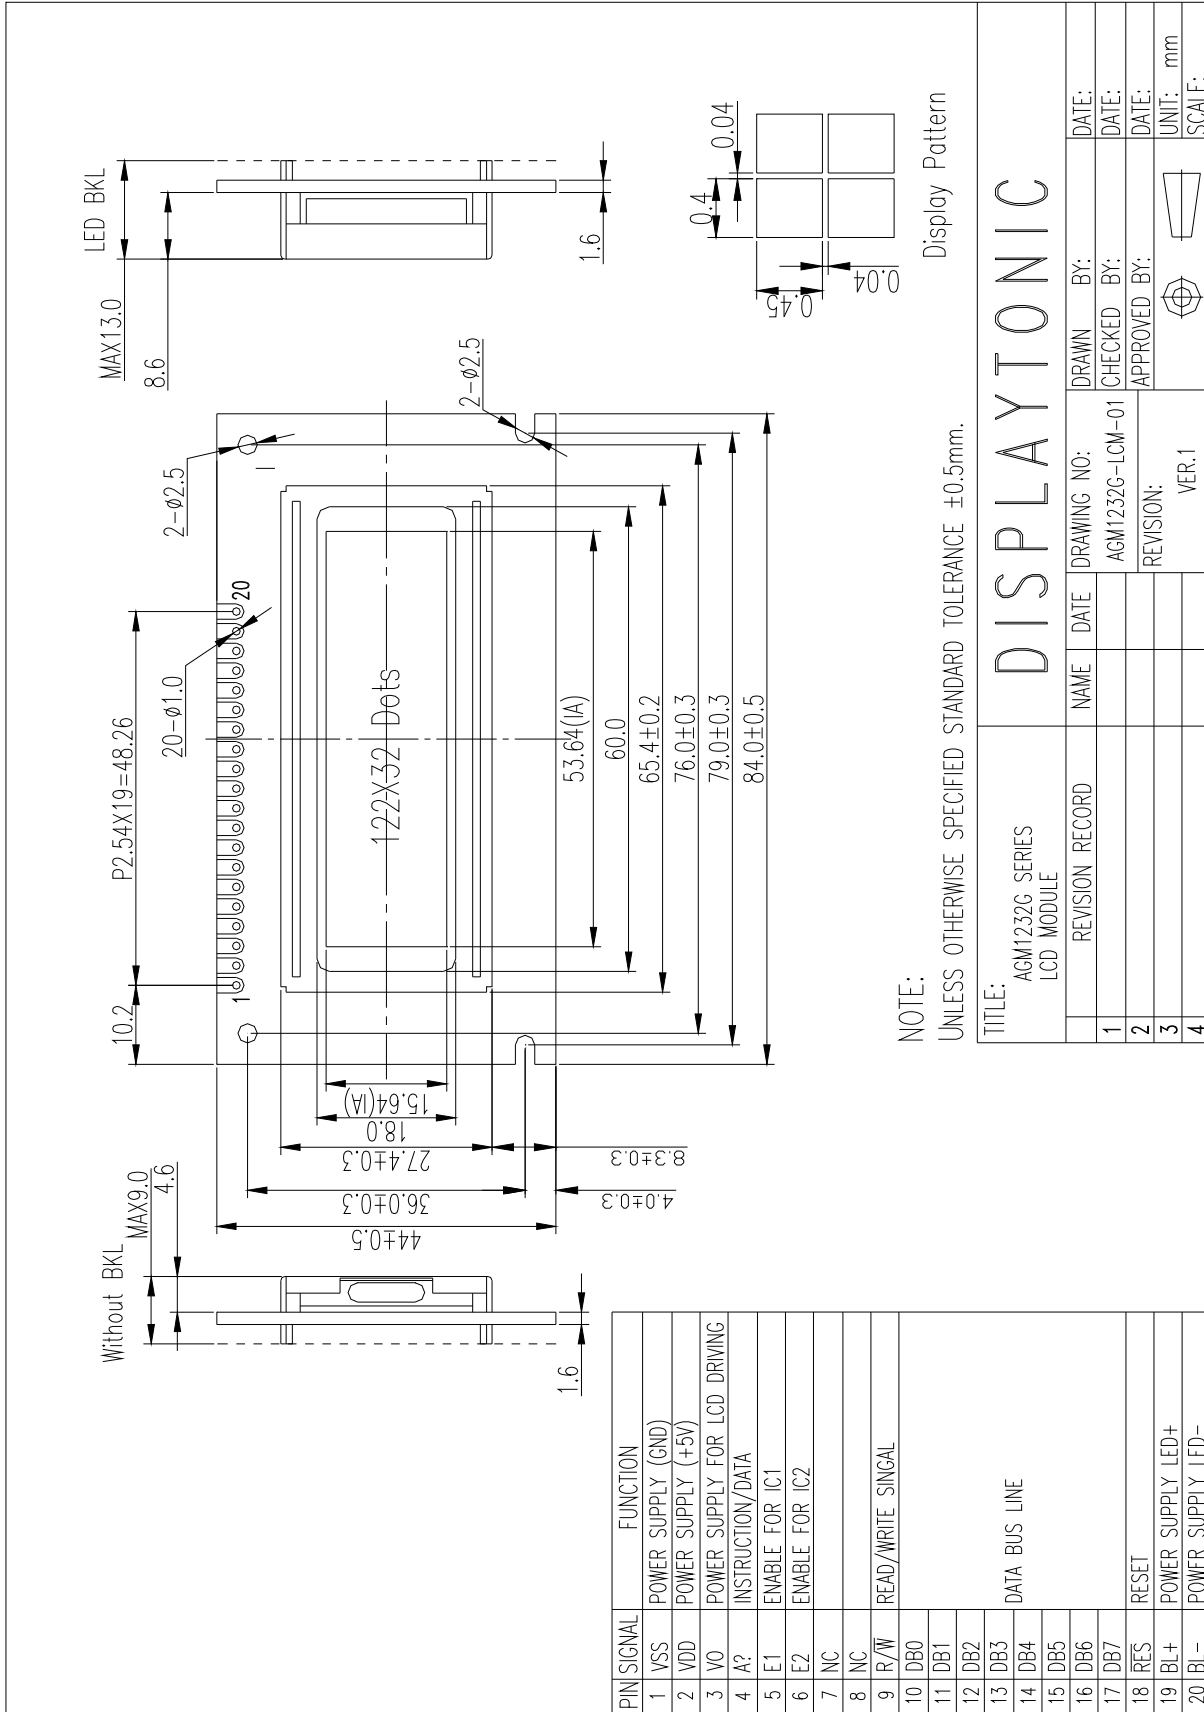 Without BKL
MAX9.0
4.6
1.6
P2.54X19=48.26
10.2
20-ø1.0
2-ø2.5
2-ø2.5
1
20
122X32 Dots
53.64(IA)
60.0
65.4±0.2
76.0±0.3
79.0±0.3
84.0±0.5
15.64(IA)
18.0
27.4±0.3
36.0±0.3
44±0.5
8.3±0.3
4.0±0.3
LED BKL
MAX13.0
8.6
1.6
0.4
0.04
0.45
0.04
Display Pattern
PIN SIGNAL FUNCTION
1 VSS POWER SUPPLY (GND)
2 VDD POWER SUPPLY (+5V)
3 VO POWER SUPPLY FOR LCD DRIVING
4 A? INSTRUCTION/DATA
5 E1 ENABLE FOR IC1
6 E2 ENABLE FOR IC2
7 NC
8 NC
9 R/W̅ READ/WRITE SINGAL
10 DB0
11 DB1
12 DB2
13 DB3
14 DB4
15 DB5
16 DB6
17 DB7
DATA BUS LINE
18 R̅E̅S̅ RESET
19 BL+ POWER SUPPLY LED+
20 BL- POWER SUPPLY LED-
NOTE:
UNLESS OTHERWISE SPECIFIED STANDARD TOLERANCE ±0.5mm.
TITLE:
AGM1232G SERIES
LCD MODULE
DISPLAYTONIC
REVISION RECORD NAME DATE
1
2
3
4
DRAWING NO:
AGM1232G-LCM-01
REVISION:
VER.1
DRAWN BY: DATE:
CHECKED BY: DATE:
APPROVED BY: DATE:
UNIT: mm
SCALE: